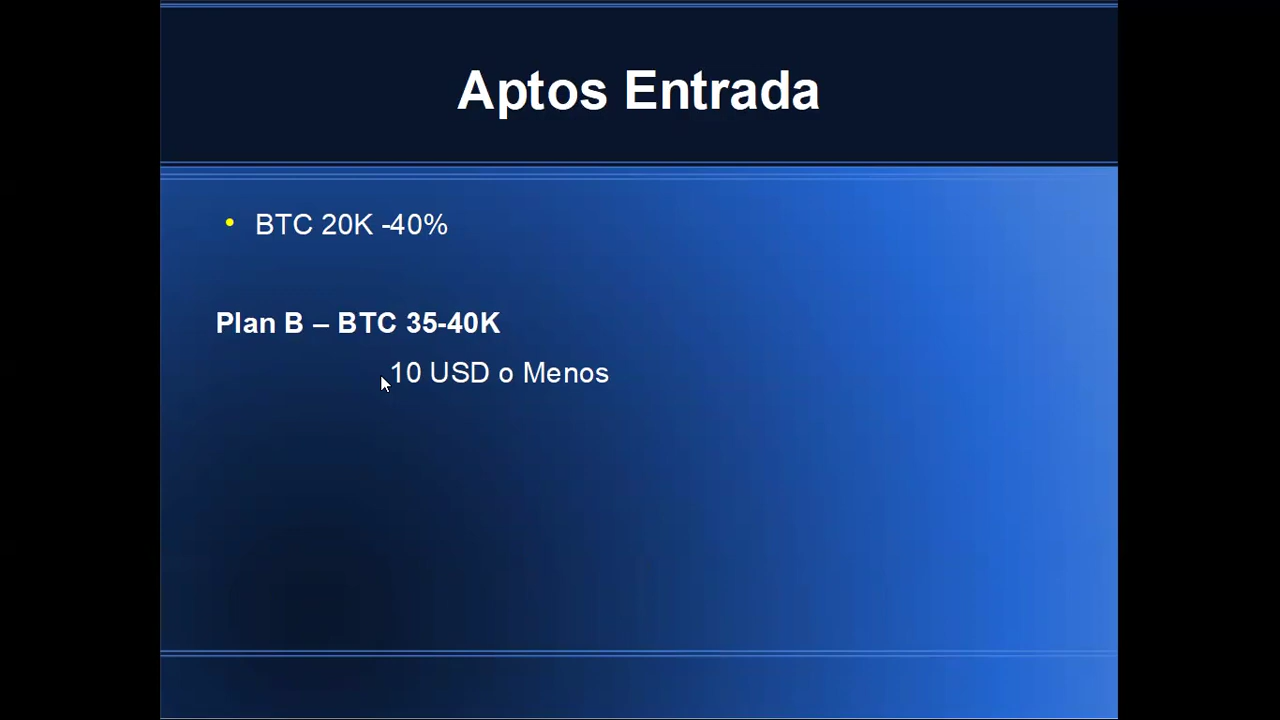 Aptos Entrada
• BTC 20K -40%
Plan B – BTC 35-40K
10 USD o Menos